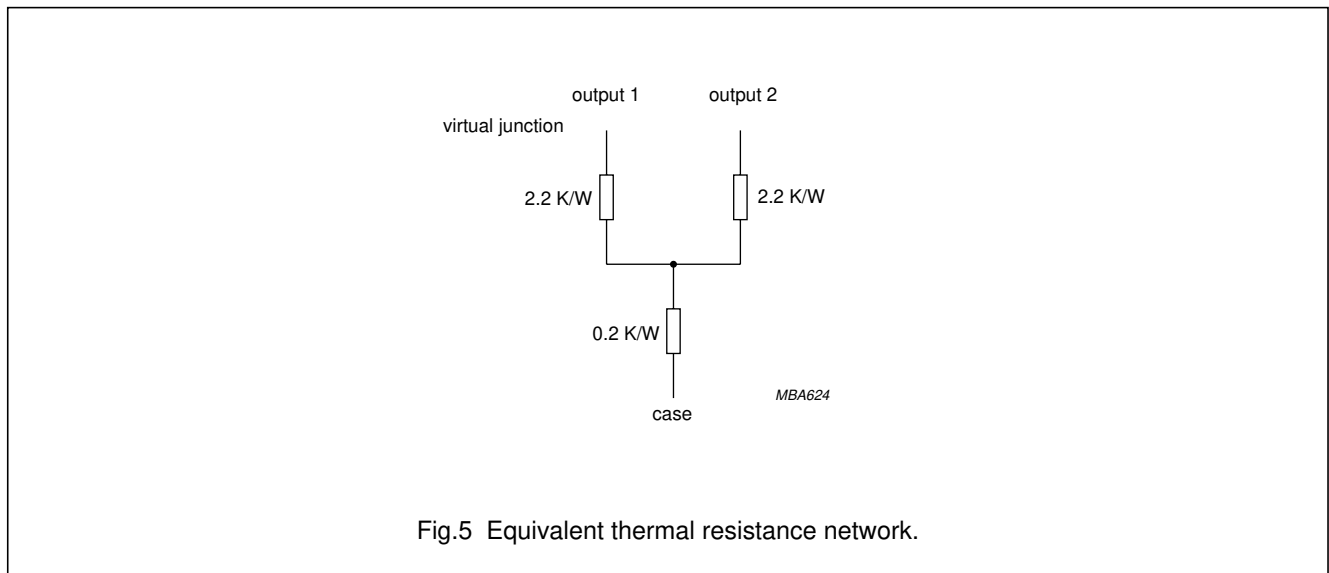 output 1 output 2
virtual junction
2.2 K/W 2.2 K/W
0.2 K/W
MBA624
case
Fig.5 Equivalent thermal resistance network.